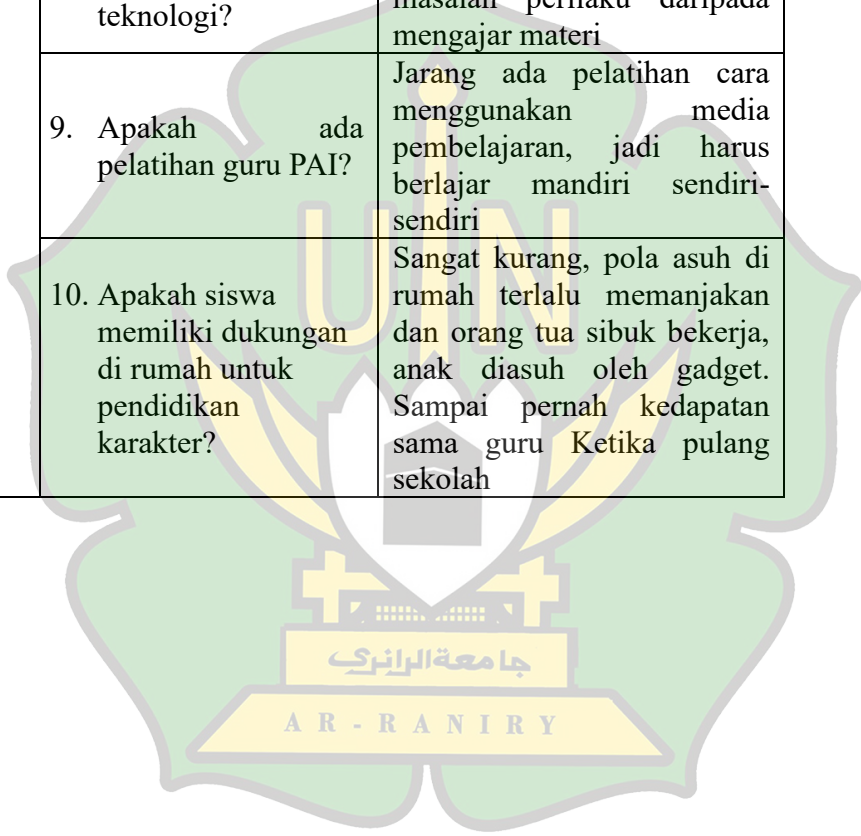 teknologi?
masalah perilaku daripada
mengajar materi
9. Apakah ada
pelatihan guru PAI?
Jarang ada pelatihan cara
menggunakan media
pembelajaran, jadi harus
berlajar mandiri sendiri-
sendiri
10. Apakah siswa
memiliki dukungan
di rumah untuk
pendidikan
karakter?
Sangat kurang, pola asuh di
rumah terlalu memanjakan
dan orang tua sibuk bekerja,
anak diasuh oleh gadget.
Sampai pernah kedapatan
sama guru Ketika pulang
sekolah
UIN
جامعةالرانري
AR-RANIRY